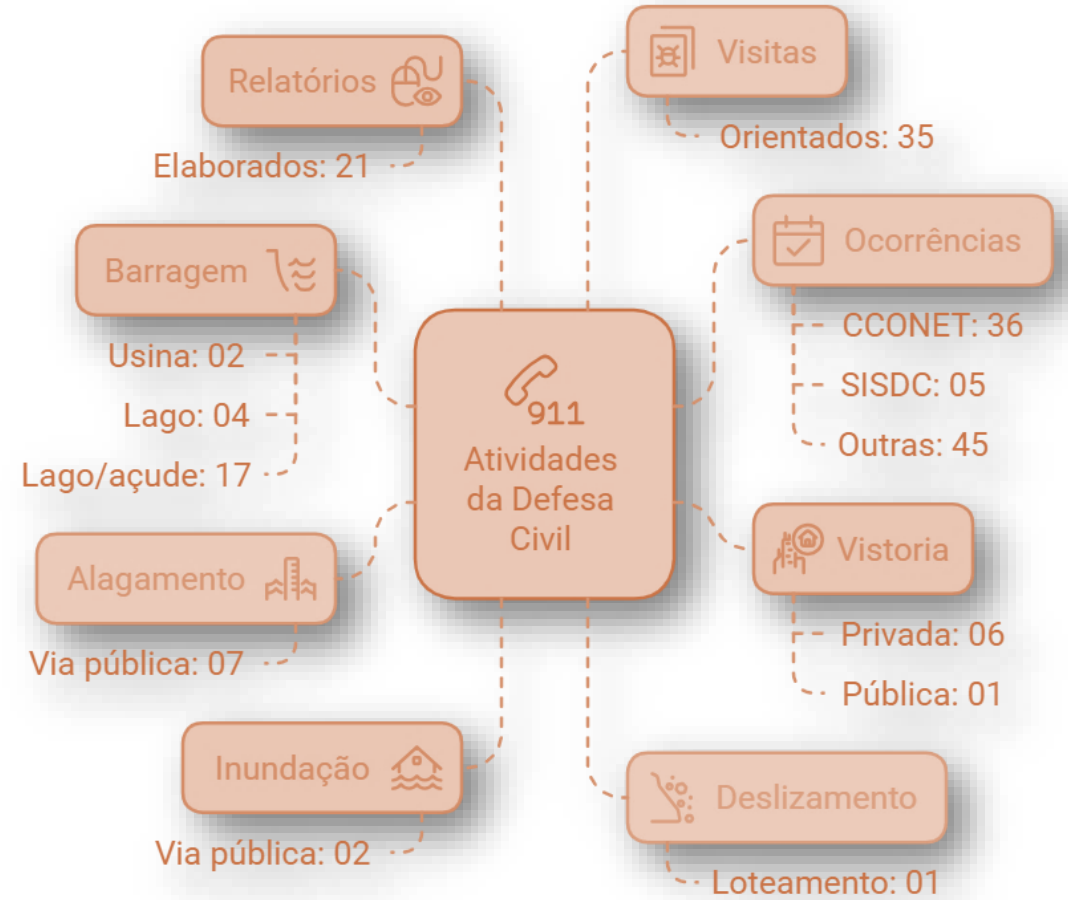 Relatórios
Elaborados: 21
Barragem
Usina: 02
Lago: 04
Lago/açude: 17
Alagamento
Via pública: 07
Inundação
Via pública: 02
911
Atividades
da Defesa
Civil
Visitas
Orientados: 35
Ocorrências
CCONET: 36
SISDC: 05
Outras: 45
Vistoria
Privada: 06
Pública: 01
Deslizamento
Loteamento: 01